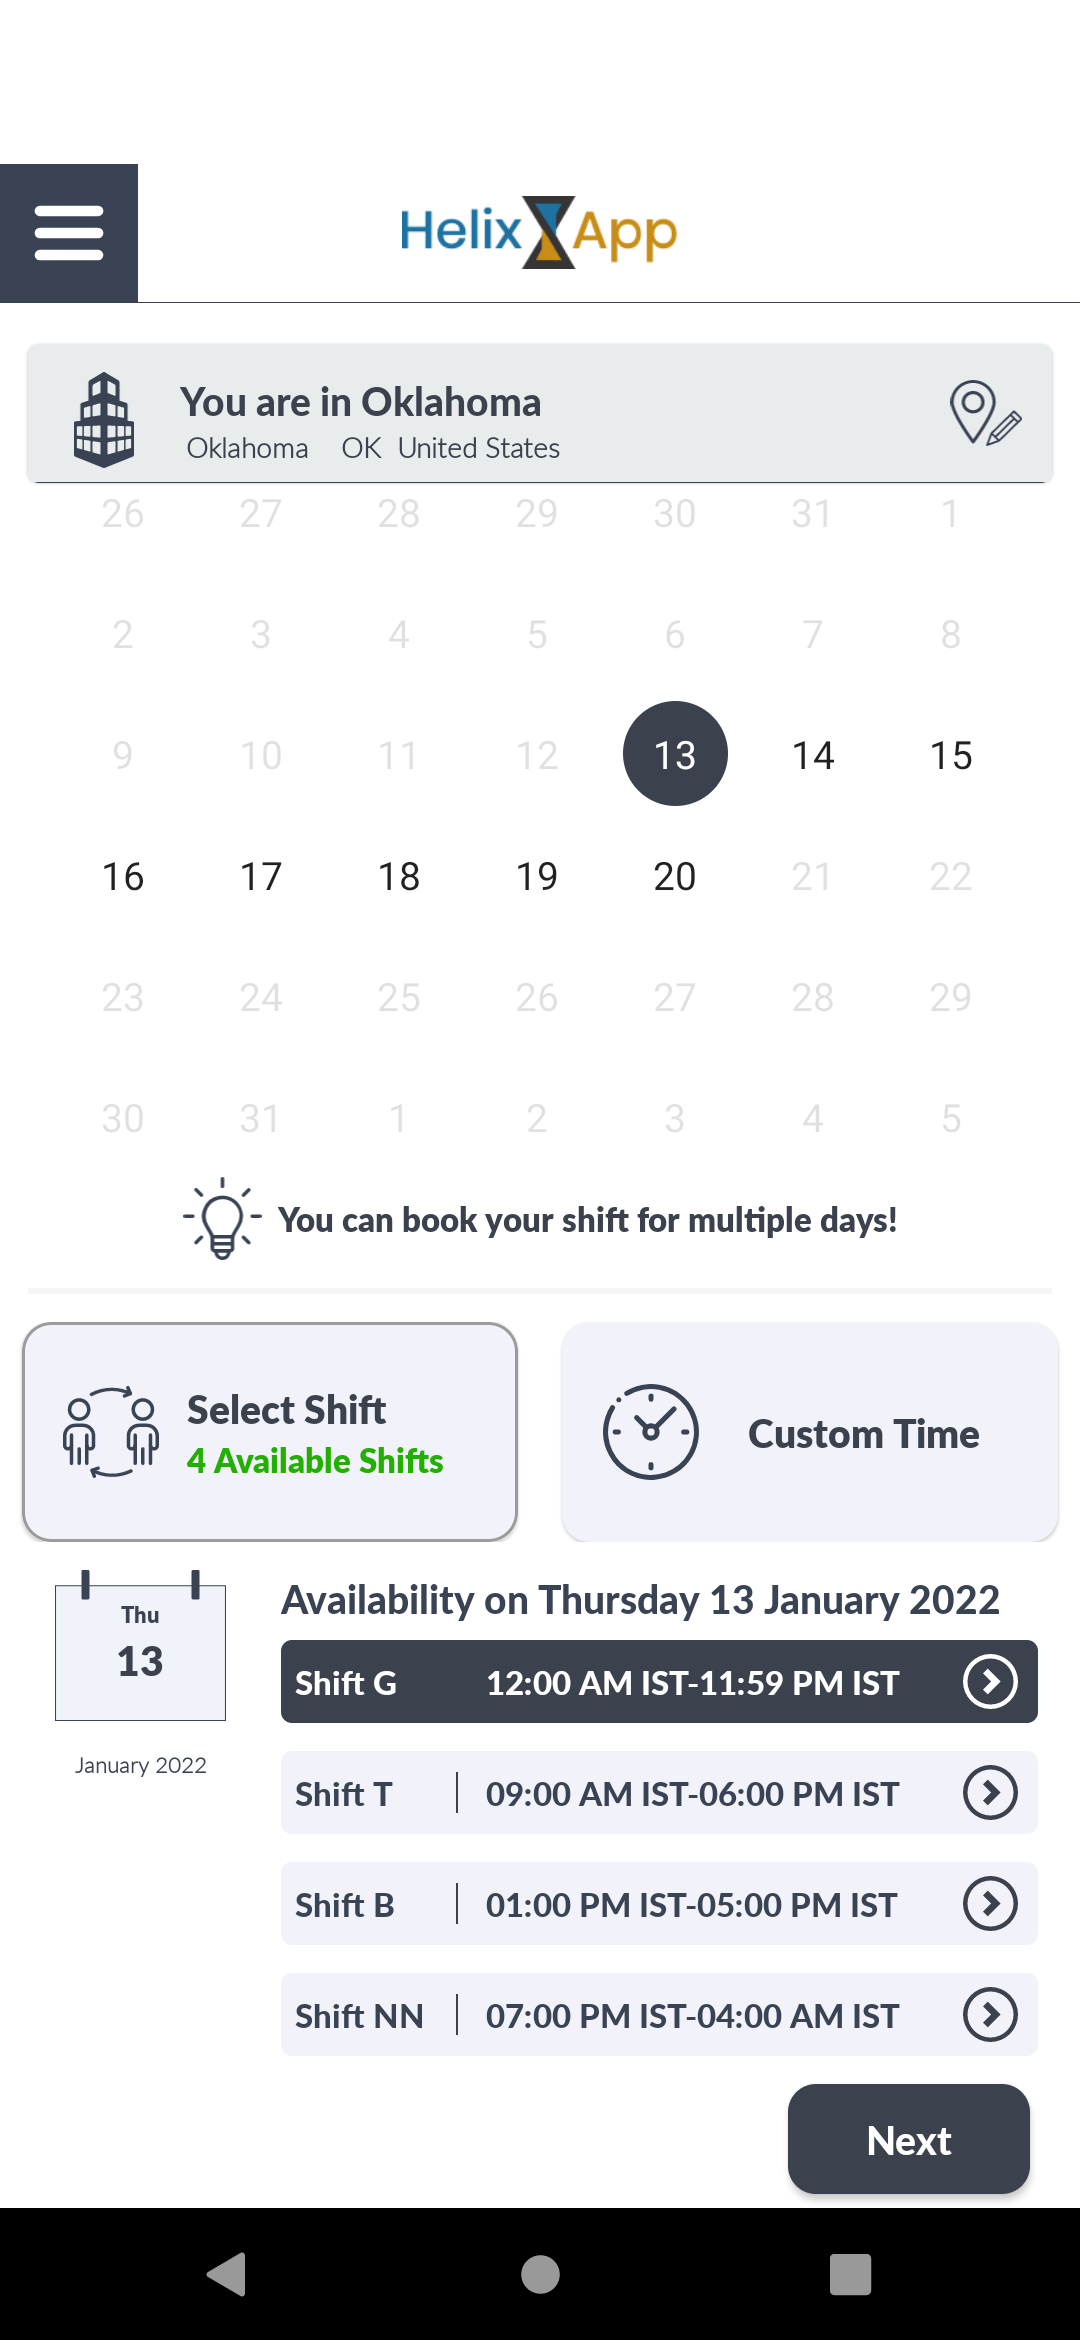 Helix App
You are in Oklahoma
Oklahoma OK United States
26 27 28 29 30 31 1
2 3 4 5 6 7 8
9 10 11 12 13 14 15
16 17 18 19 20 21 22
23 24 25 26 27 28 29
30 31 1 2 3 4 5
You can book your shift for multiple days!
Select Shift
4 Available Shifts
Custom Time
Thu
13
January 2022
Availability on Thursday 13 January 2022
Shift G 12:00 AM IST-11:59 PM IST
Shift T 09:00 AM IST-06:00 PM IST
Shift B 01:00 PM IST-05:00 PM IST
Shift NN 07:00 PM IST-04:00 AM IST
Next